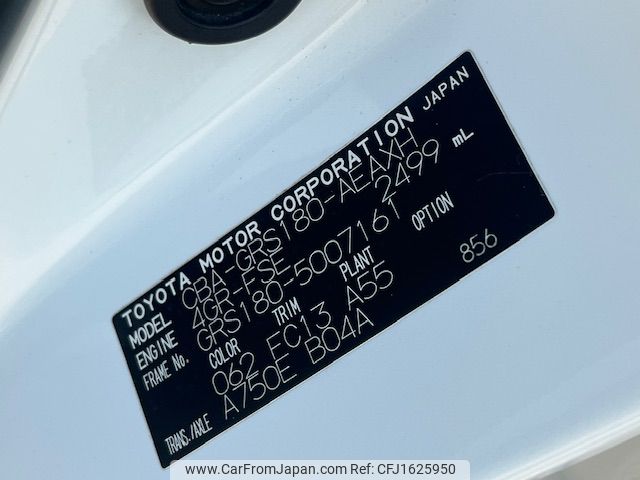 TOYOTA MOTOR CORPORATION JAPAN
MODEL CBA-GRS180-AEAXH
ENGINE 4GR-FSE 2499 mL
FRAME No. GRS180-5007161
COLOR TRIM PLANT OPTION
062 FC13 A55 856
TRANS./AXLE A750E B04A
www.CarFromJapan.com - ID: CFJ1625950